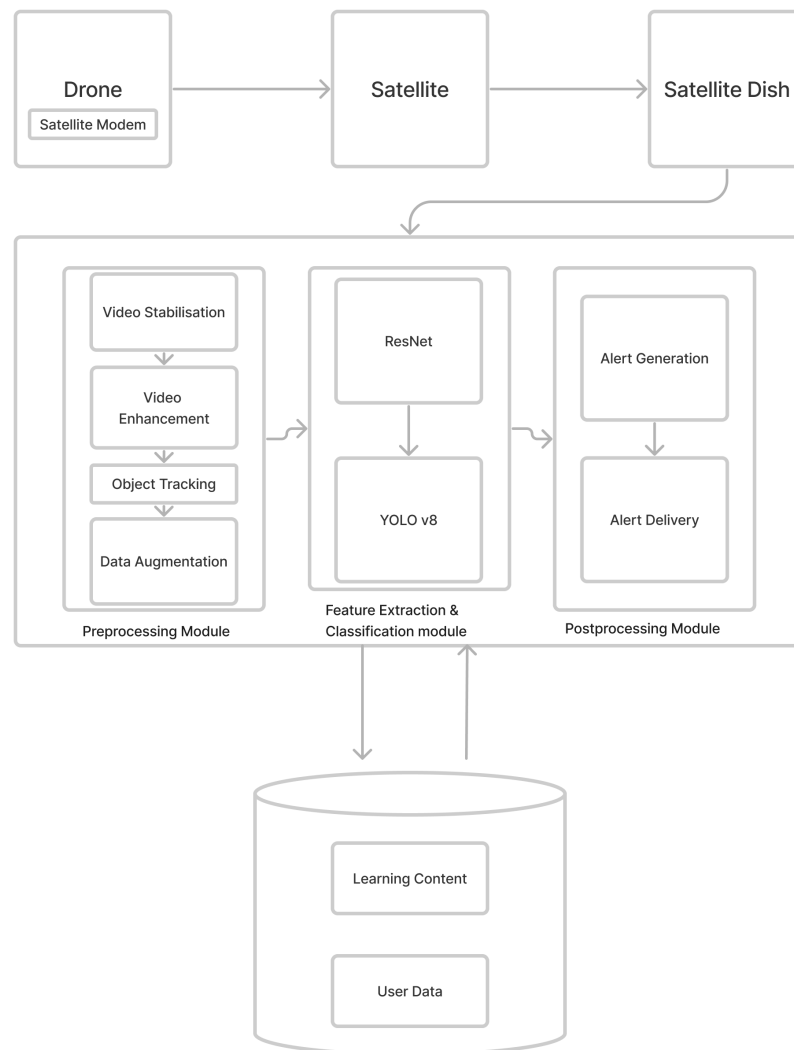 Drone
Satellite Modem
Satellite
Satellite Dish
Video Stabilisation
Video
Enhancement
Object Tracking
Data Augmentation
Preprocessing Module
ResNet
YOLO v8
Feature Extraction &
Classification module
Alert Generation
Alert Delivery
Postprocessing Module
Learning Content
User Data